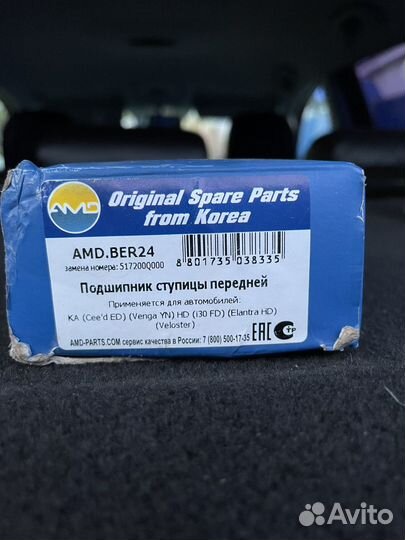 AMD
Original Spare Parts
from Korea
AMD.BER24
замена номера: 517200Q000
8 801735 038335
Подшипник ступицы передней
Применяется для автомобилей:
KA (Cee'd ED) (Venga YN) HD (i30 FD) (Elantra HD)
(Veloster)
AMD-PARTS.COM сервис качества в России: 7 (800) 500-17-35
EAC
СТР
Avito